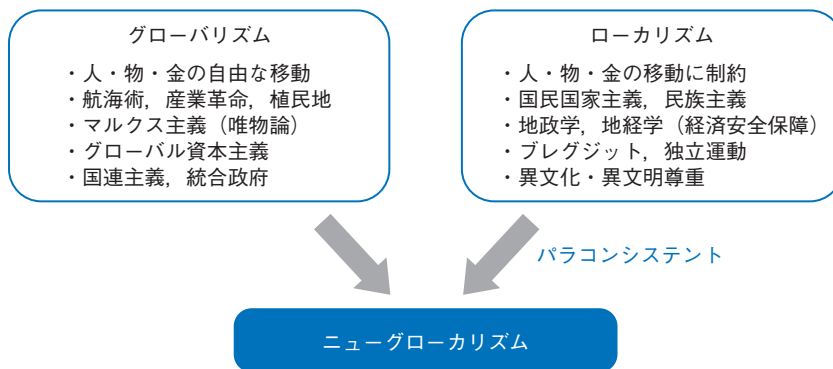 グローバリズム
・人・物・金の自由な移動
・航海術，産業革命，植民地
・マルクス主義（唯物論）
・グローバル資本主義
・国連主義，統合政府
ローカリズム
・人・物・金の移動に制約
・国民国家主義，民族主義
・地政学，地経学（経済安全保障）
・ブレグジット，独立運動
・異文化・異文明尊重
パラコンシステント
ニューグローカリズム